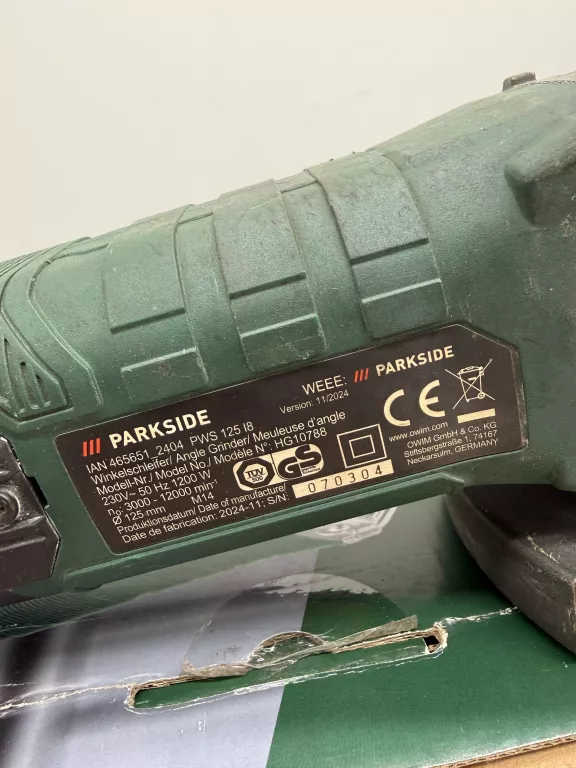 PARKSIDE
IAN 465651_2404 PWS 125 I8
Winkelschleifer/ Angle Grinder/ Meuleuse d'angle
Modell-Nr./ Model No./ Modèle N°: HG10788
230V~ 50 Hz 1200 W
n₀: 3000 - 12000 min⁻¹
Ø 125 mm M14
Produktionsdatum/ Date of manufacture/
Date de fabrication: 2024-11; S/N: 070304
WEEE: PARKSIDE
Version: 11/2024
TÜV
SÜD
GS
CE
www.owim.com
OWIM GmbH & Co. KG
Stiftsbergstraße 1, 74167
Neckarsulm, GERMANY